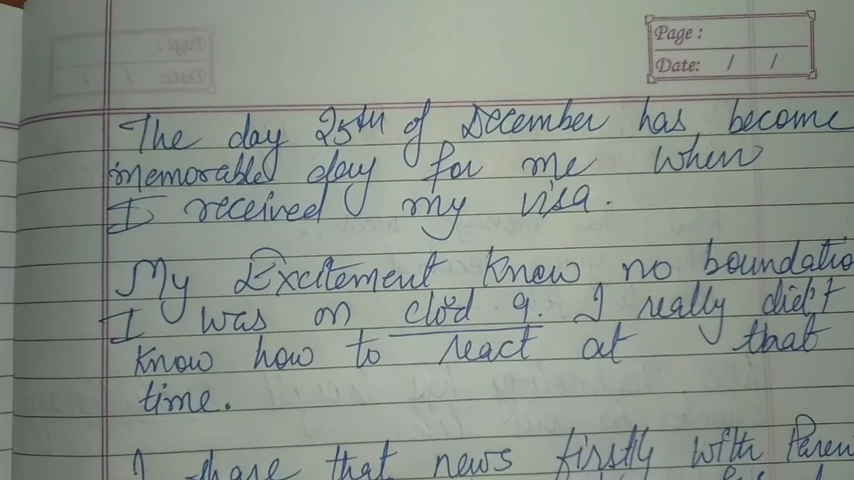 Page :
Date: / /
The day 25th of December has become
memorable day for me when
I received my visa.
My Excitement knew no boundatio
I was on cloud 9. I really didn't
know how to react at that
time.
I share that news firstly with Paren